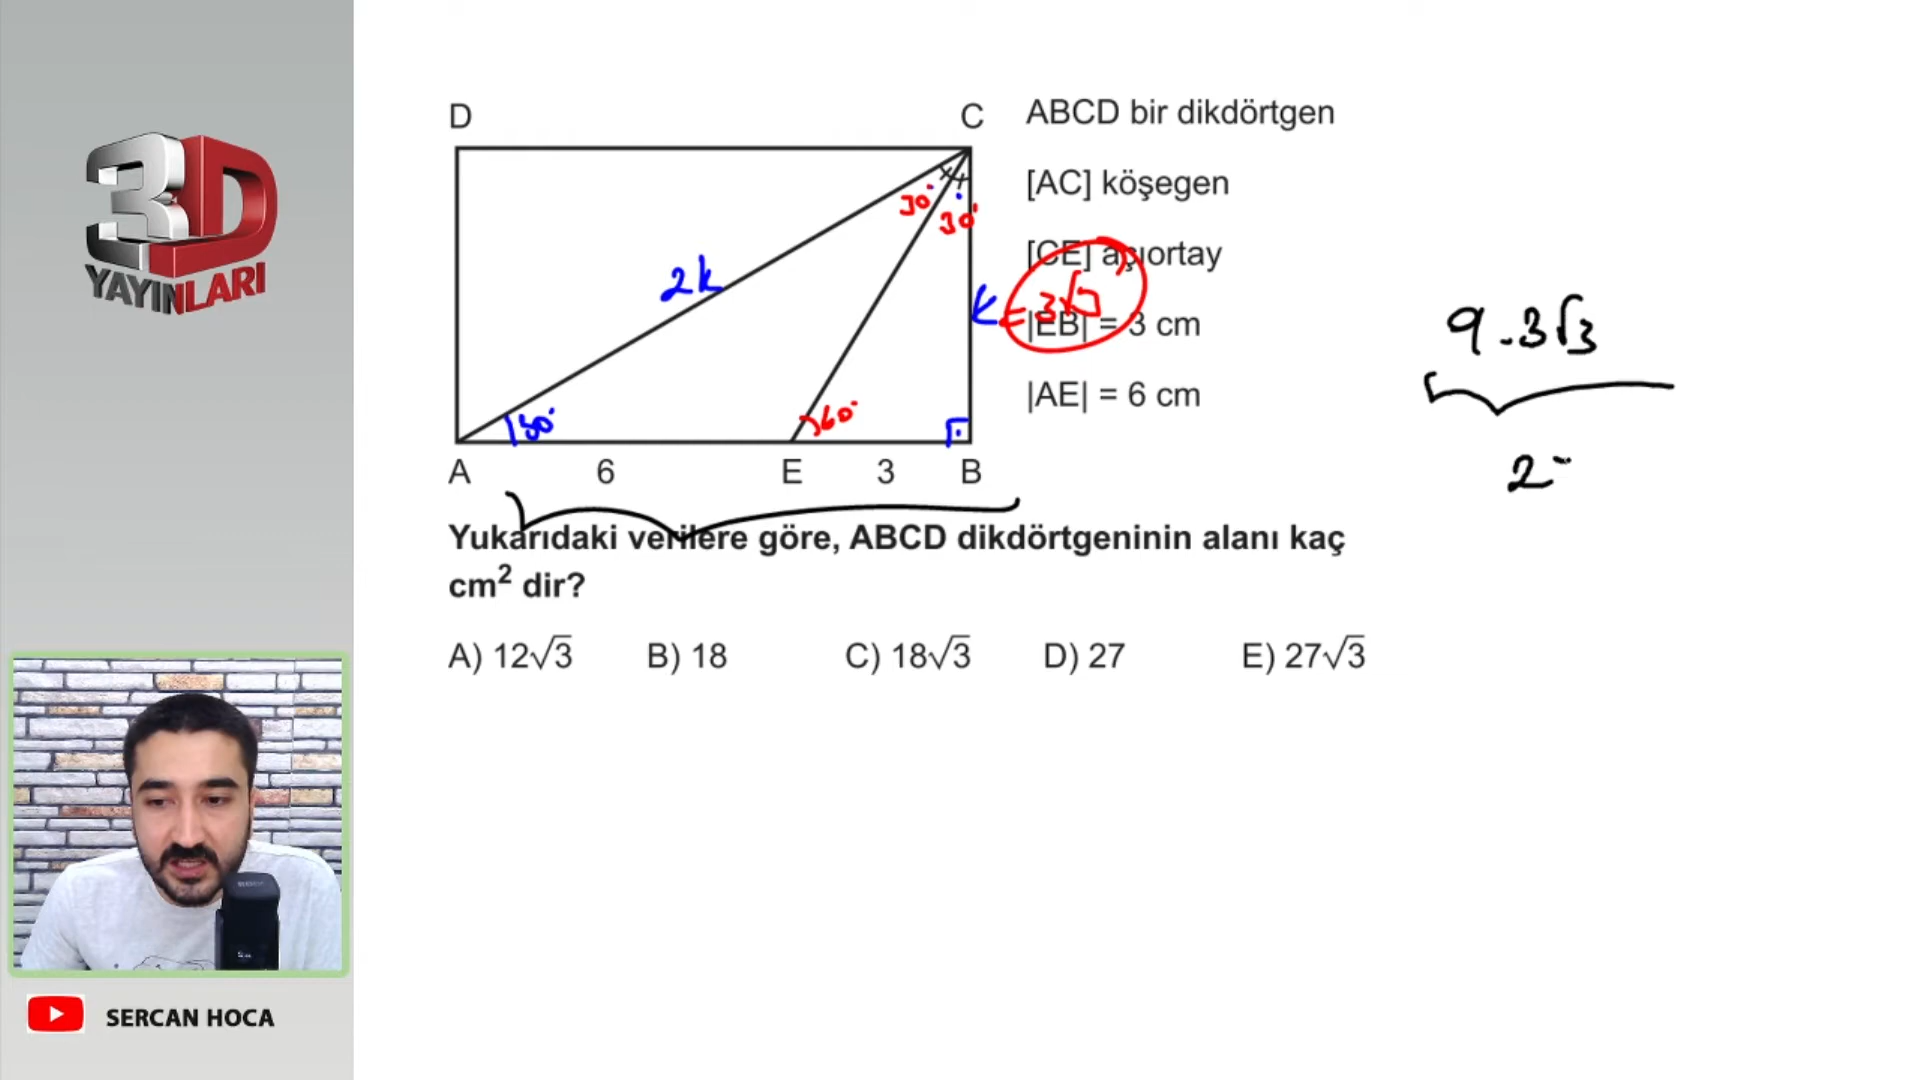 3D
YAYINLARI
D
C
ABCD bir dikdörtgen
[AC] köşegen
[CE] açıortay
|EB| = 3 cm
|AE| = 6 cm
30°
30°
2k
k = 3√3
60°
30°
A
6
E
3
B
9.3√3
2
Yukarıdaki verilere göre, ABCD dikdörtgeninin alanı kaç
cm² dir?
A) 12√3 B) 18 C) 18√3 D) 27 E) 27√3
SERCAN HOCA